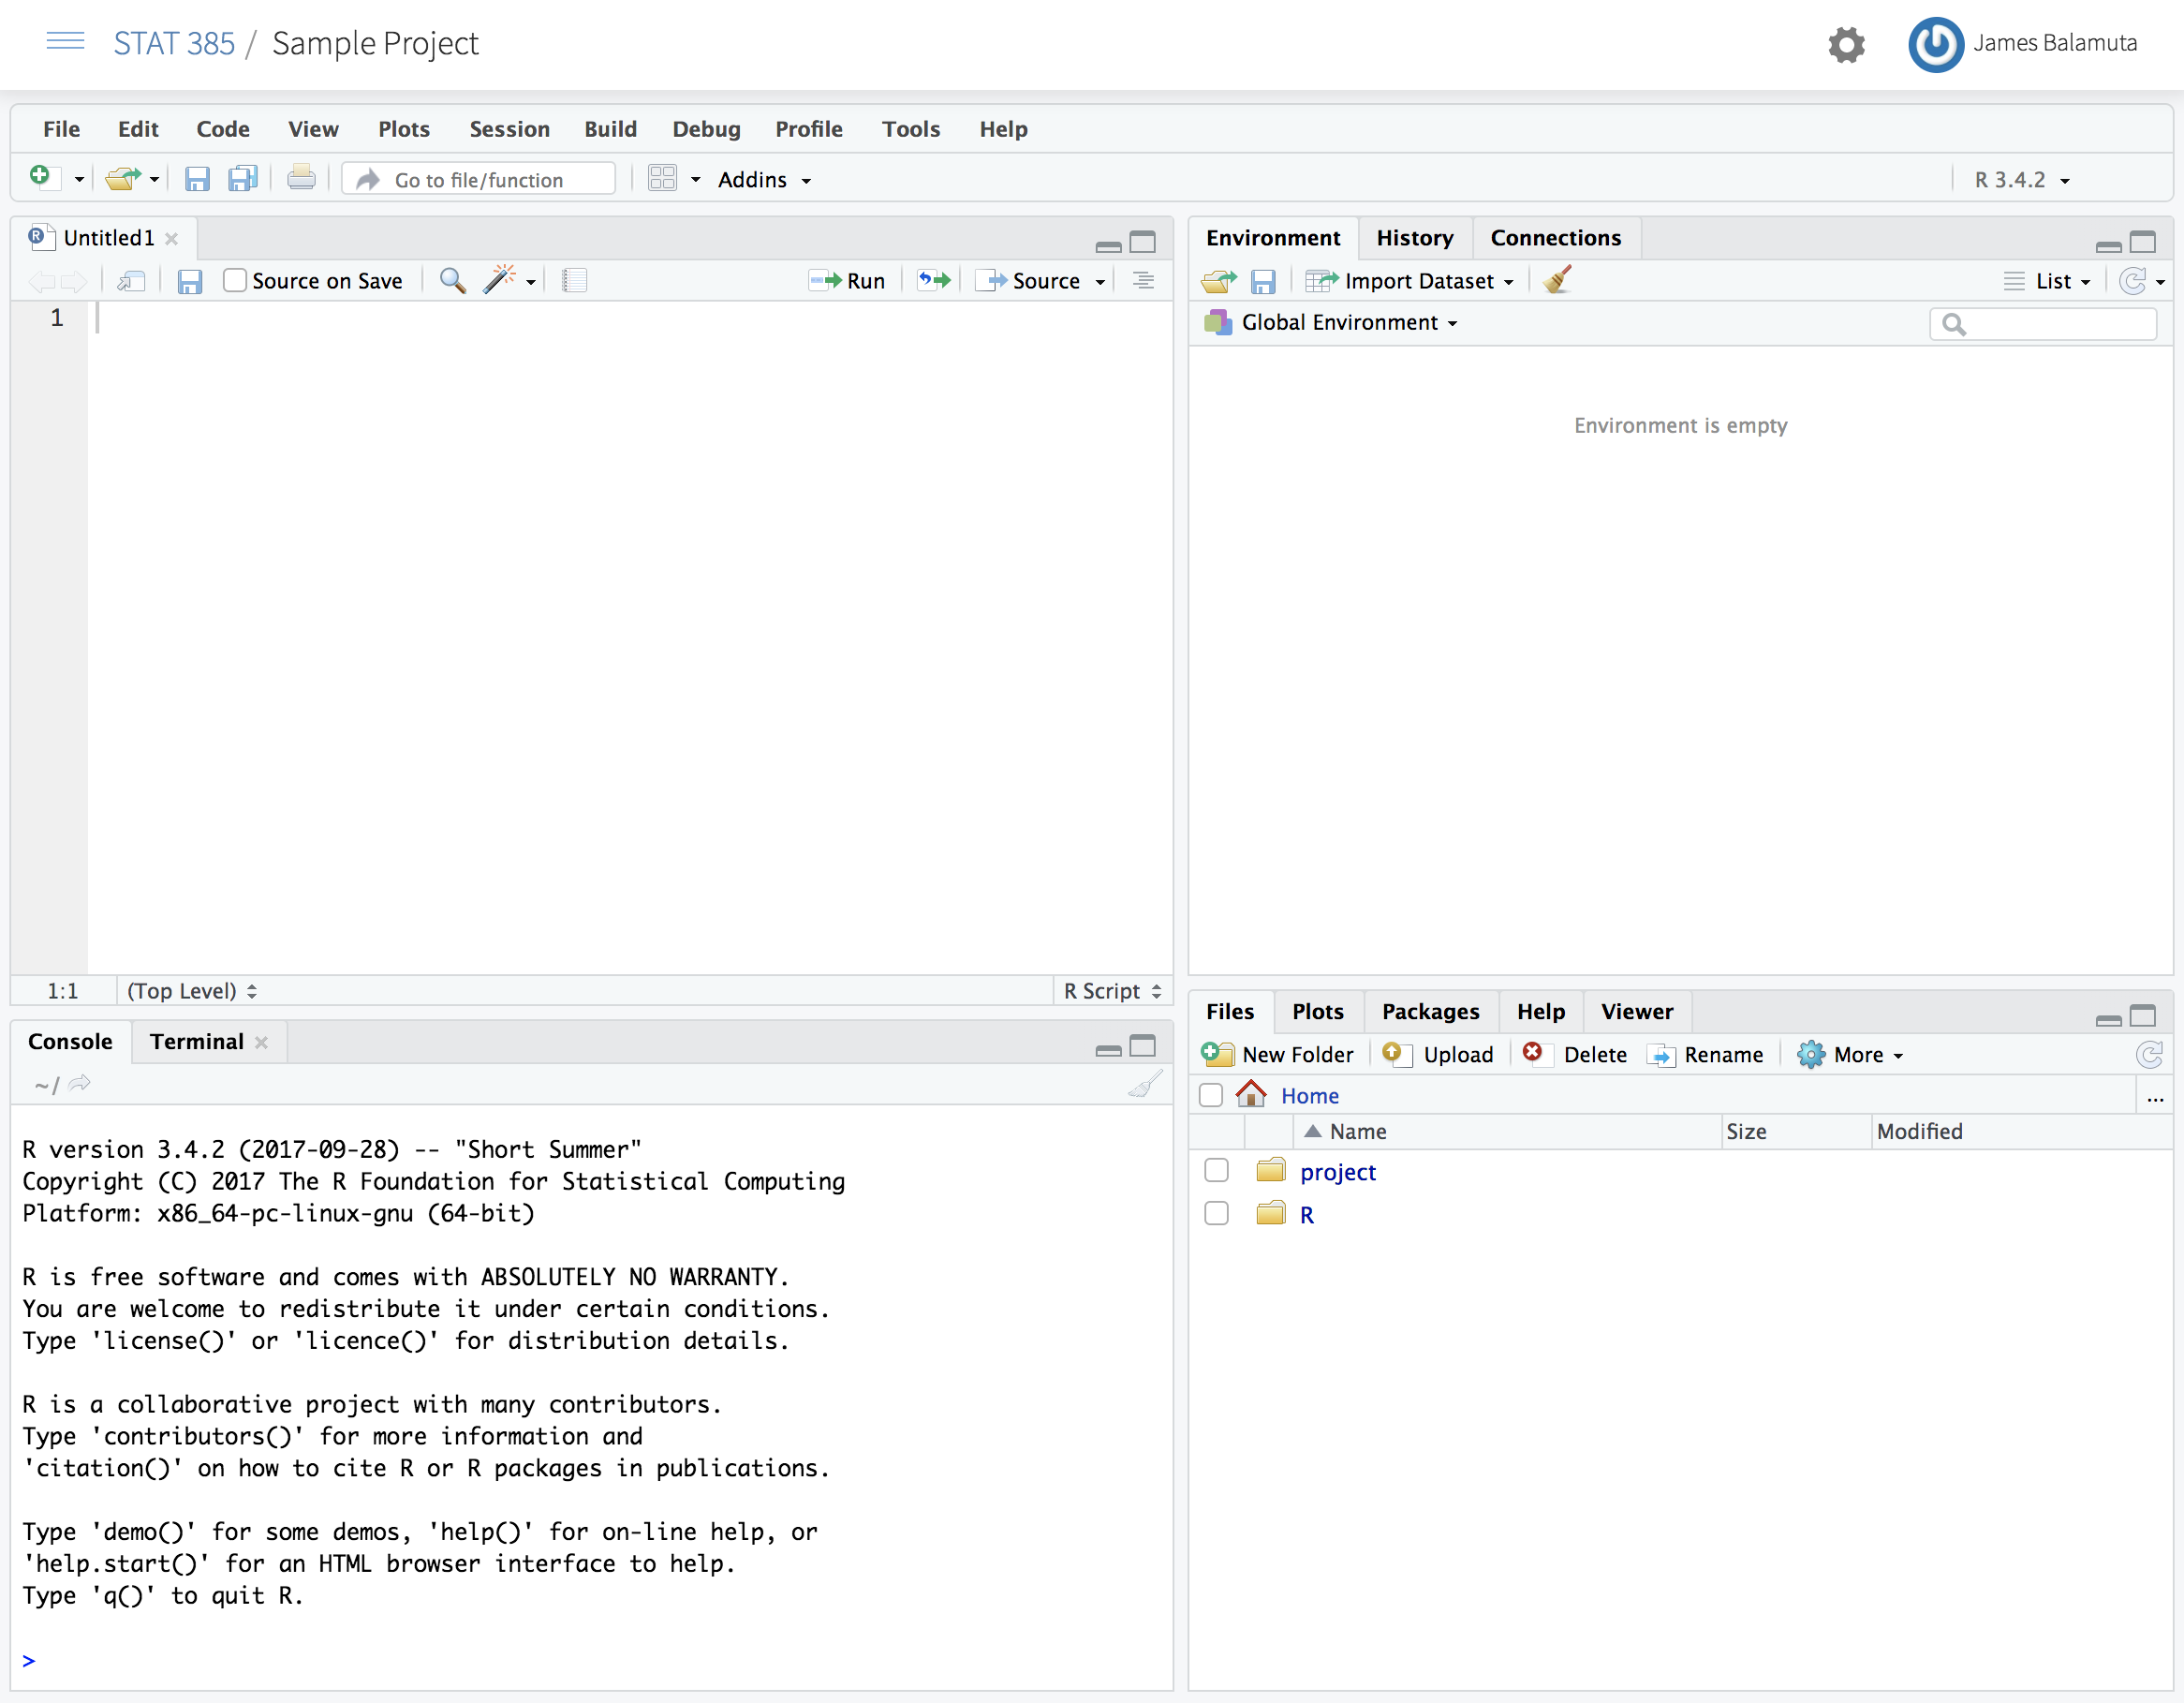 STAT 385 / Sample Project
James Balamuta
File Edit Code View Plots Session Build Debug Profile Tools Help
Go to file/function Addins R 3.4.2
Untitled1
Source on Save Run Source
1
1:1 (Top Level) R Script
Console Terminal
~/
R version 3.4.2 (2017-09-28) -- "Short Summer"
Copyright (C) 2017 The R Foundation for Statistical Computing
Platform: x86_64-pc-linux-gnu (64-bit)
R is free software and comes with ABSOLUTELY NO WARRANTY.
You are welcome to redistribute it under certain conditions.
Type 'license()' or 'licence()' for distribution details.
R is a collaborative project with many contributors.
Type 'contributors()' for more information and
'citation()' on how to cite R or R packages in publications.
Type 'demo()' for some demos, 'help()' for on-line help, or
'help.start()' for an HTML browser interface to help.
Type 'q()' to quit R.
>
Environment History Connections
Import Dataset List
Global Environment
Environment is empty
Files Plots Packages Help Viewer
New Folder Upload Delete Rename More
Home ...
Name Size Modified
project
R